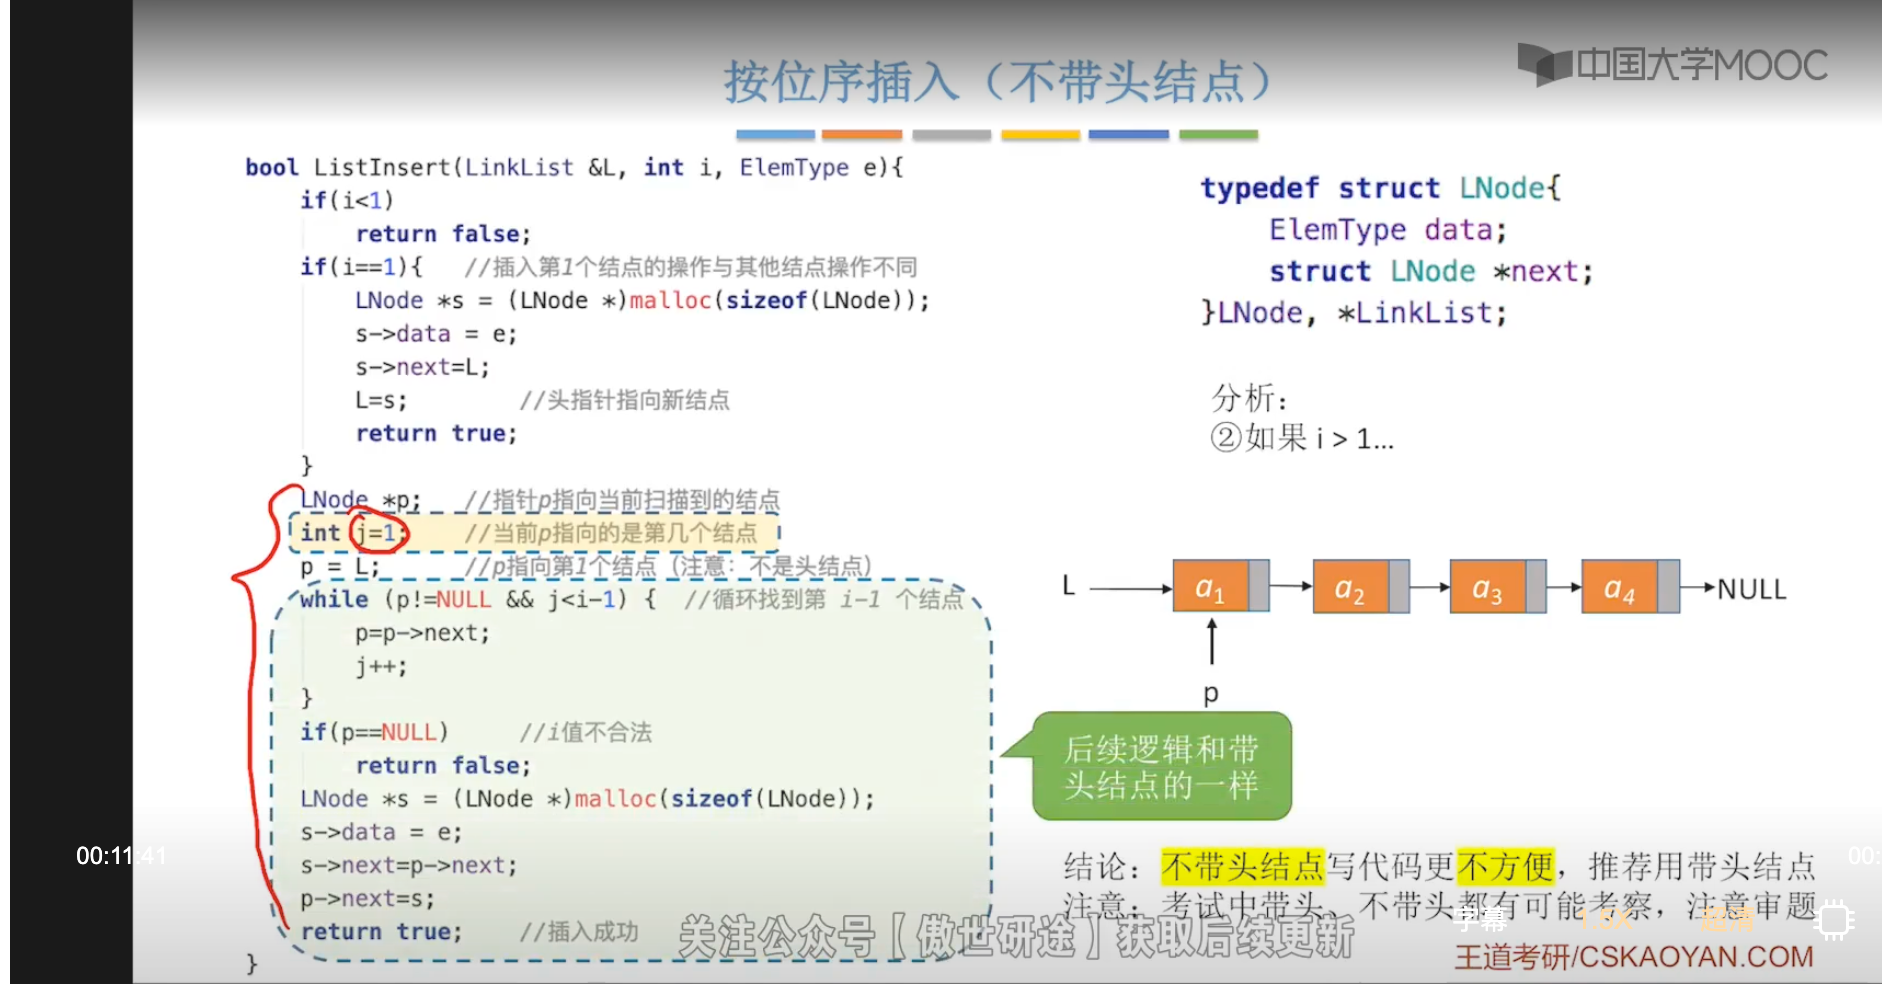 中国大学MOOC
按位序插入（不带头结点）
bool ListInsert(LinkList &L, int i, ElemType e){
if(i<1)
return false;
if(i==1){ //插入第1个结点的操作与其他结点操作不同
LNode *s = (LNode *)malloc(sizeof(LNode));
s->data = e;
s->next=L;
L=s; //头指针指向新结点
return true;
}
LNode *p; //指针p指向当前扫描到的结点
int j=1; //当前p指向的是第几个结点
p = L; //p指向第1个结点（注意：不是头结点）
while (p!=NULL && j<i-1) { //循环找到第 i-1 个结点
p=p->next;
j++;
}
if(p==NULL) //i值不合法
return false;
LNode *s = (LNode *)malloc(sizeof(LNode));
s->data = e;
s->next=p->next;
p->next=s;
return true; //插入成功
}
typedef struct LNode{
ElemType data;
struct LNode *next;
}LNode, *LinkList;
分析：
②如果 i > 1...
L a1 a2 a3 a4 NULL
p
后续逻辑和带
头结点的一样
结论：不带头结点写代码更不方便，推荐用带头结点
注意：考试中带头、不带头都有可能考察，注意审题
00:11:41
00:
字幕 1.5X 超清
关注公众号【傲世研途】获取后续更新
王道考研/CSKAOYAN.COM